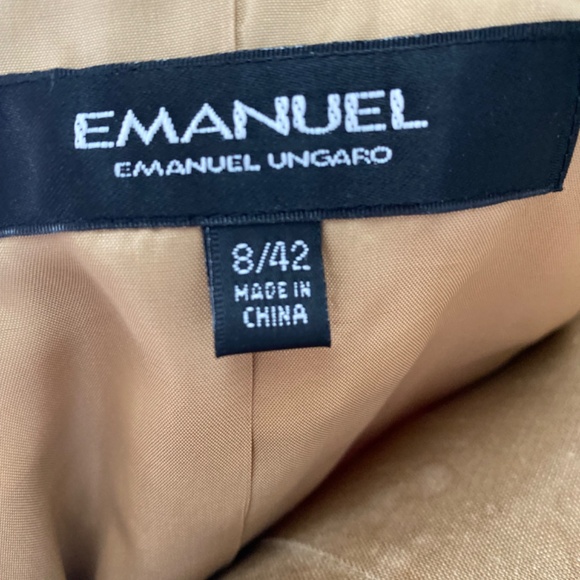 EMANUEL
EMANUEL UNGARO
8/42
MADE IN
CHINA